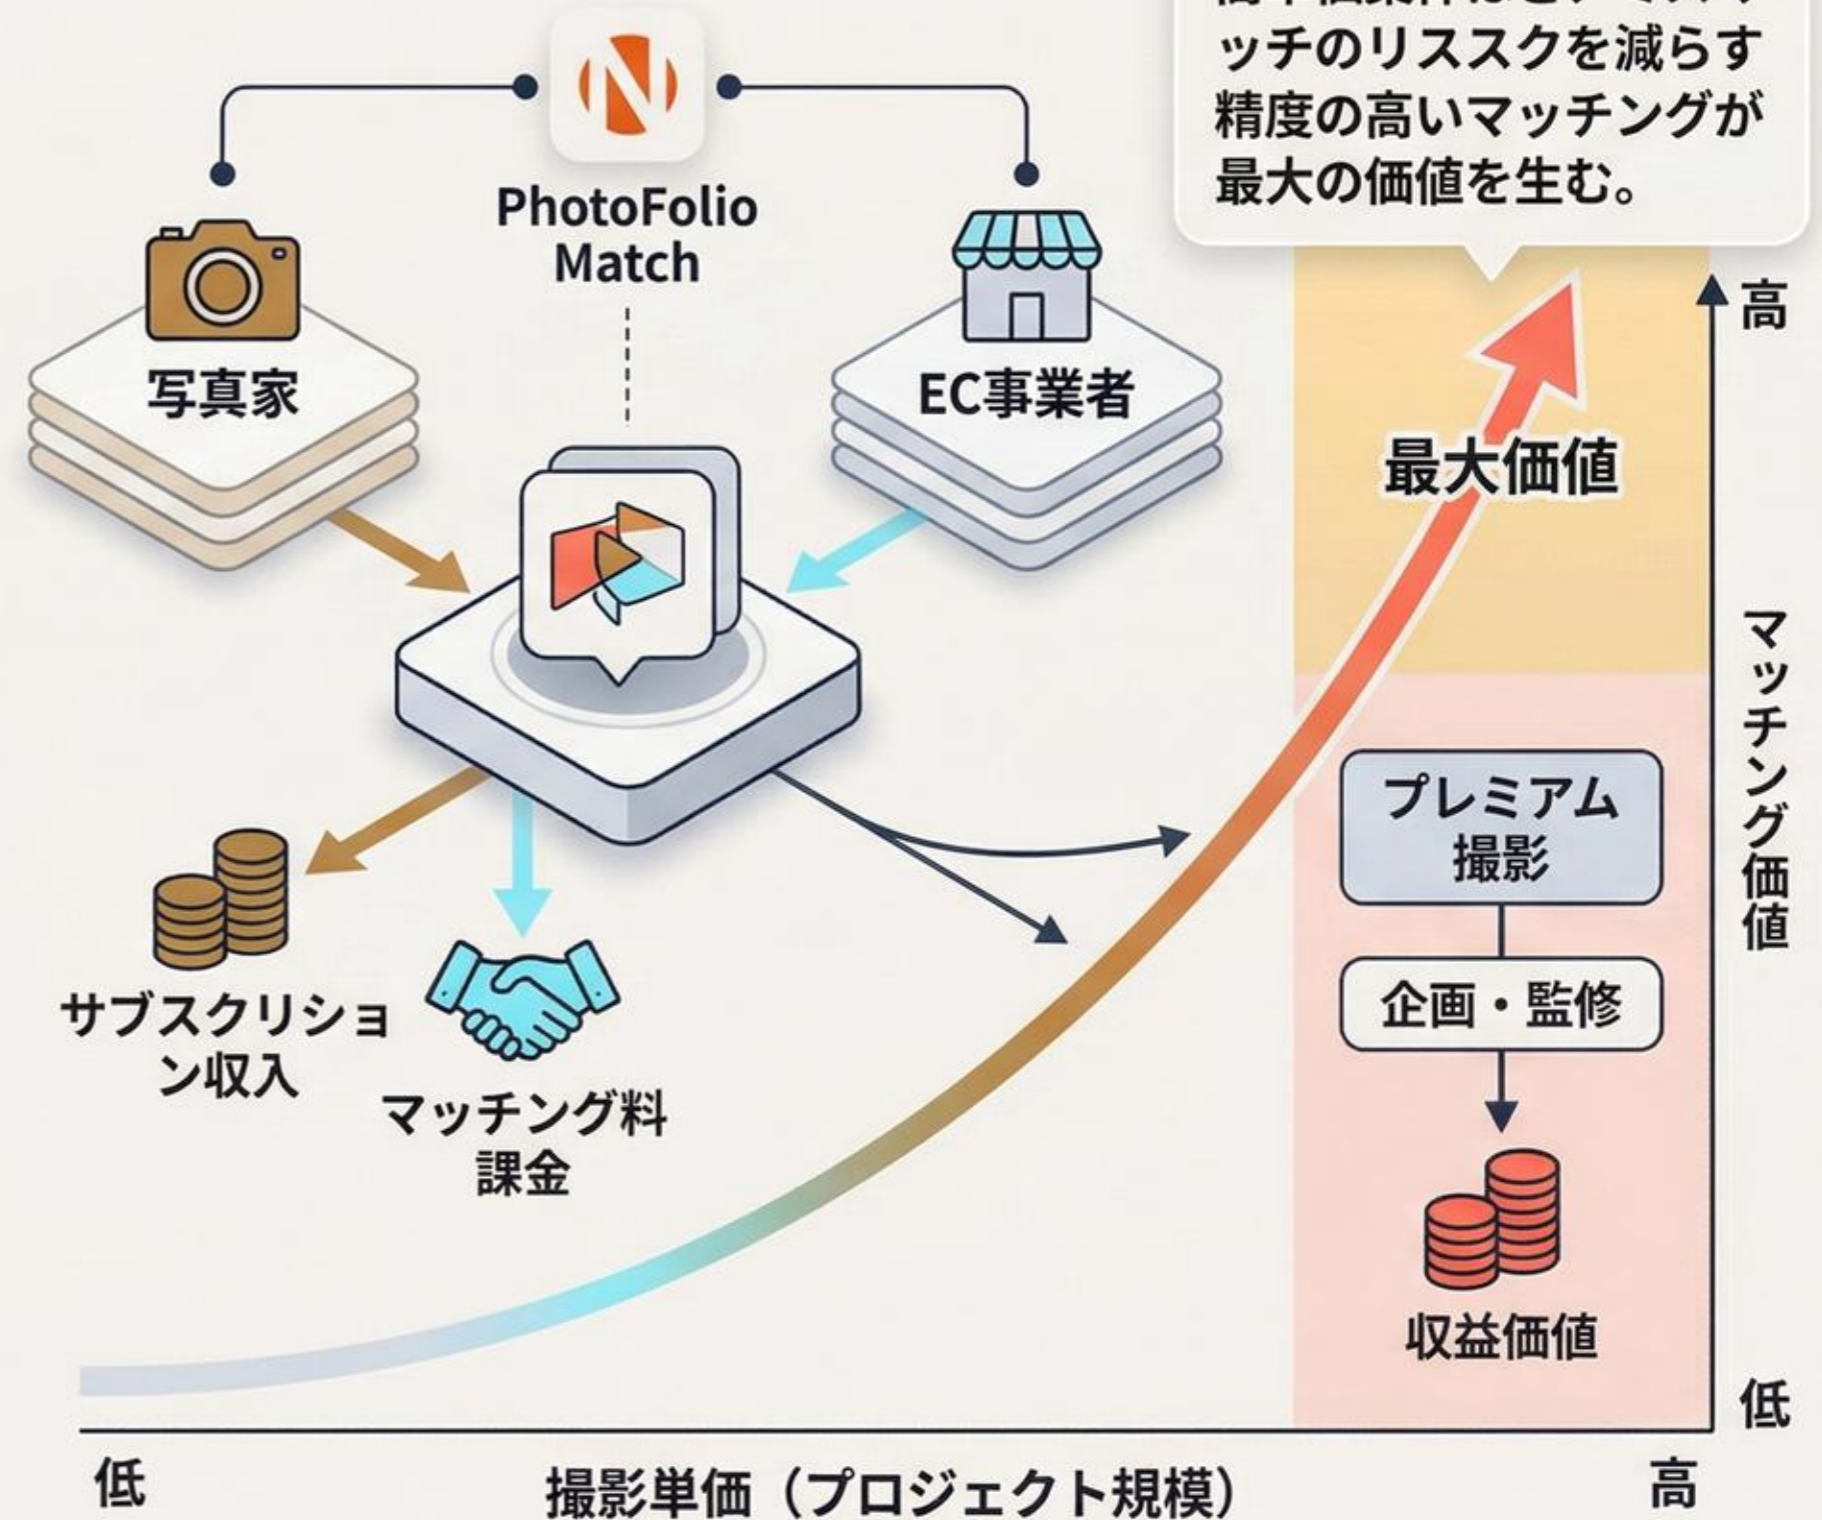 ッチのリススクを減らす
精度の高いマッチングが
最大の価値を生む。
PhotoFolio
Match
写真家
EC事業者
高
最大価値
マッチング価値
プレミアム
撮影
企画・監修
収益価値
サブスクリショ
ン収入
マッチング料
課金
低
低
撮影単価（プロジェクト規模）
高